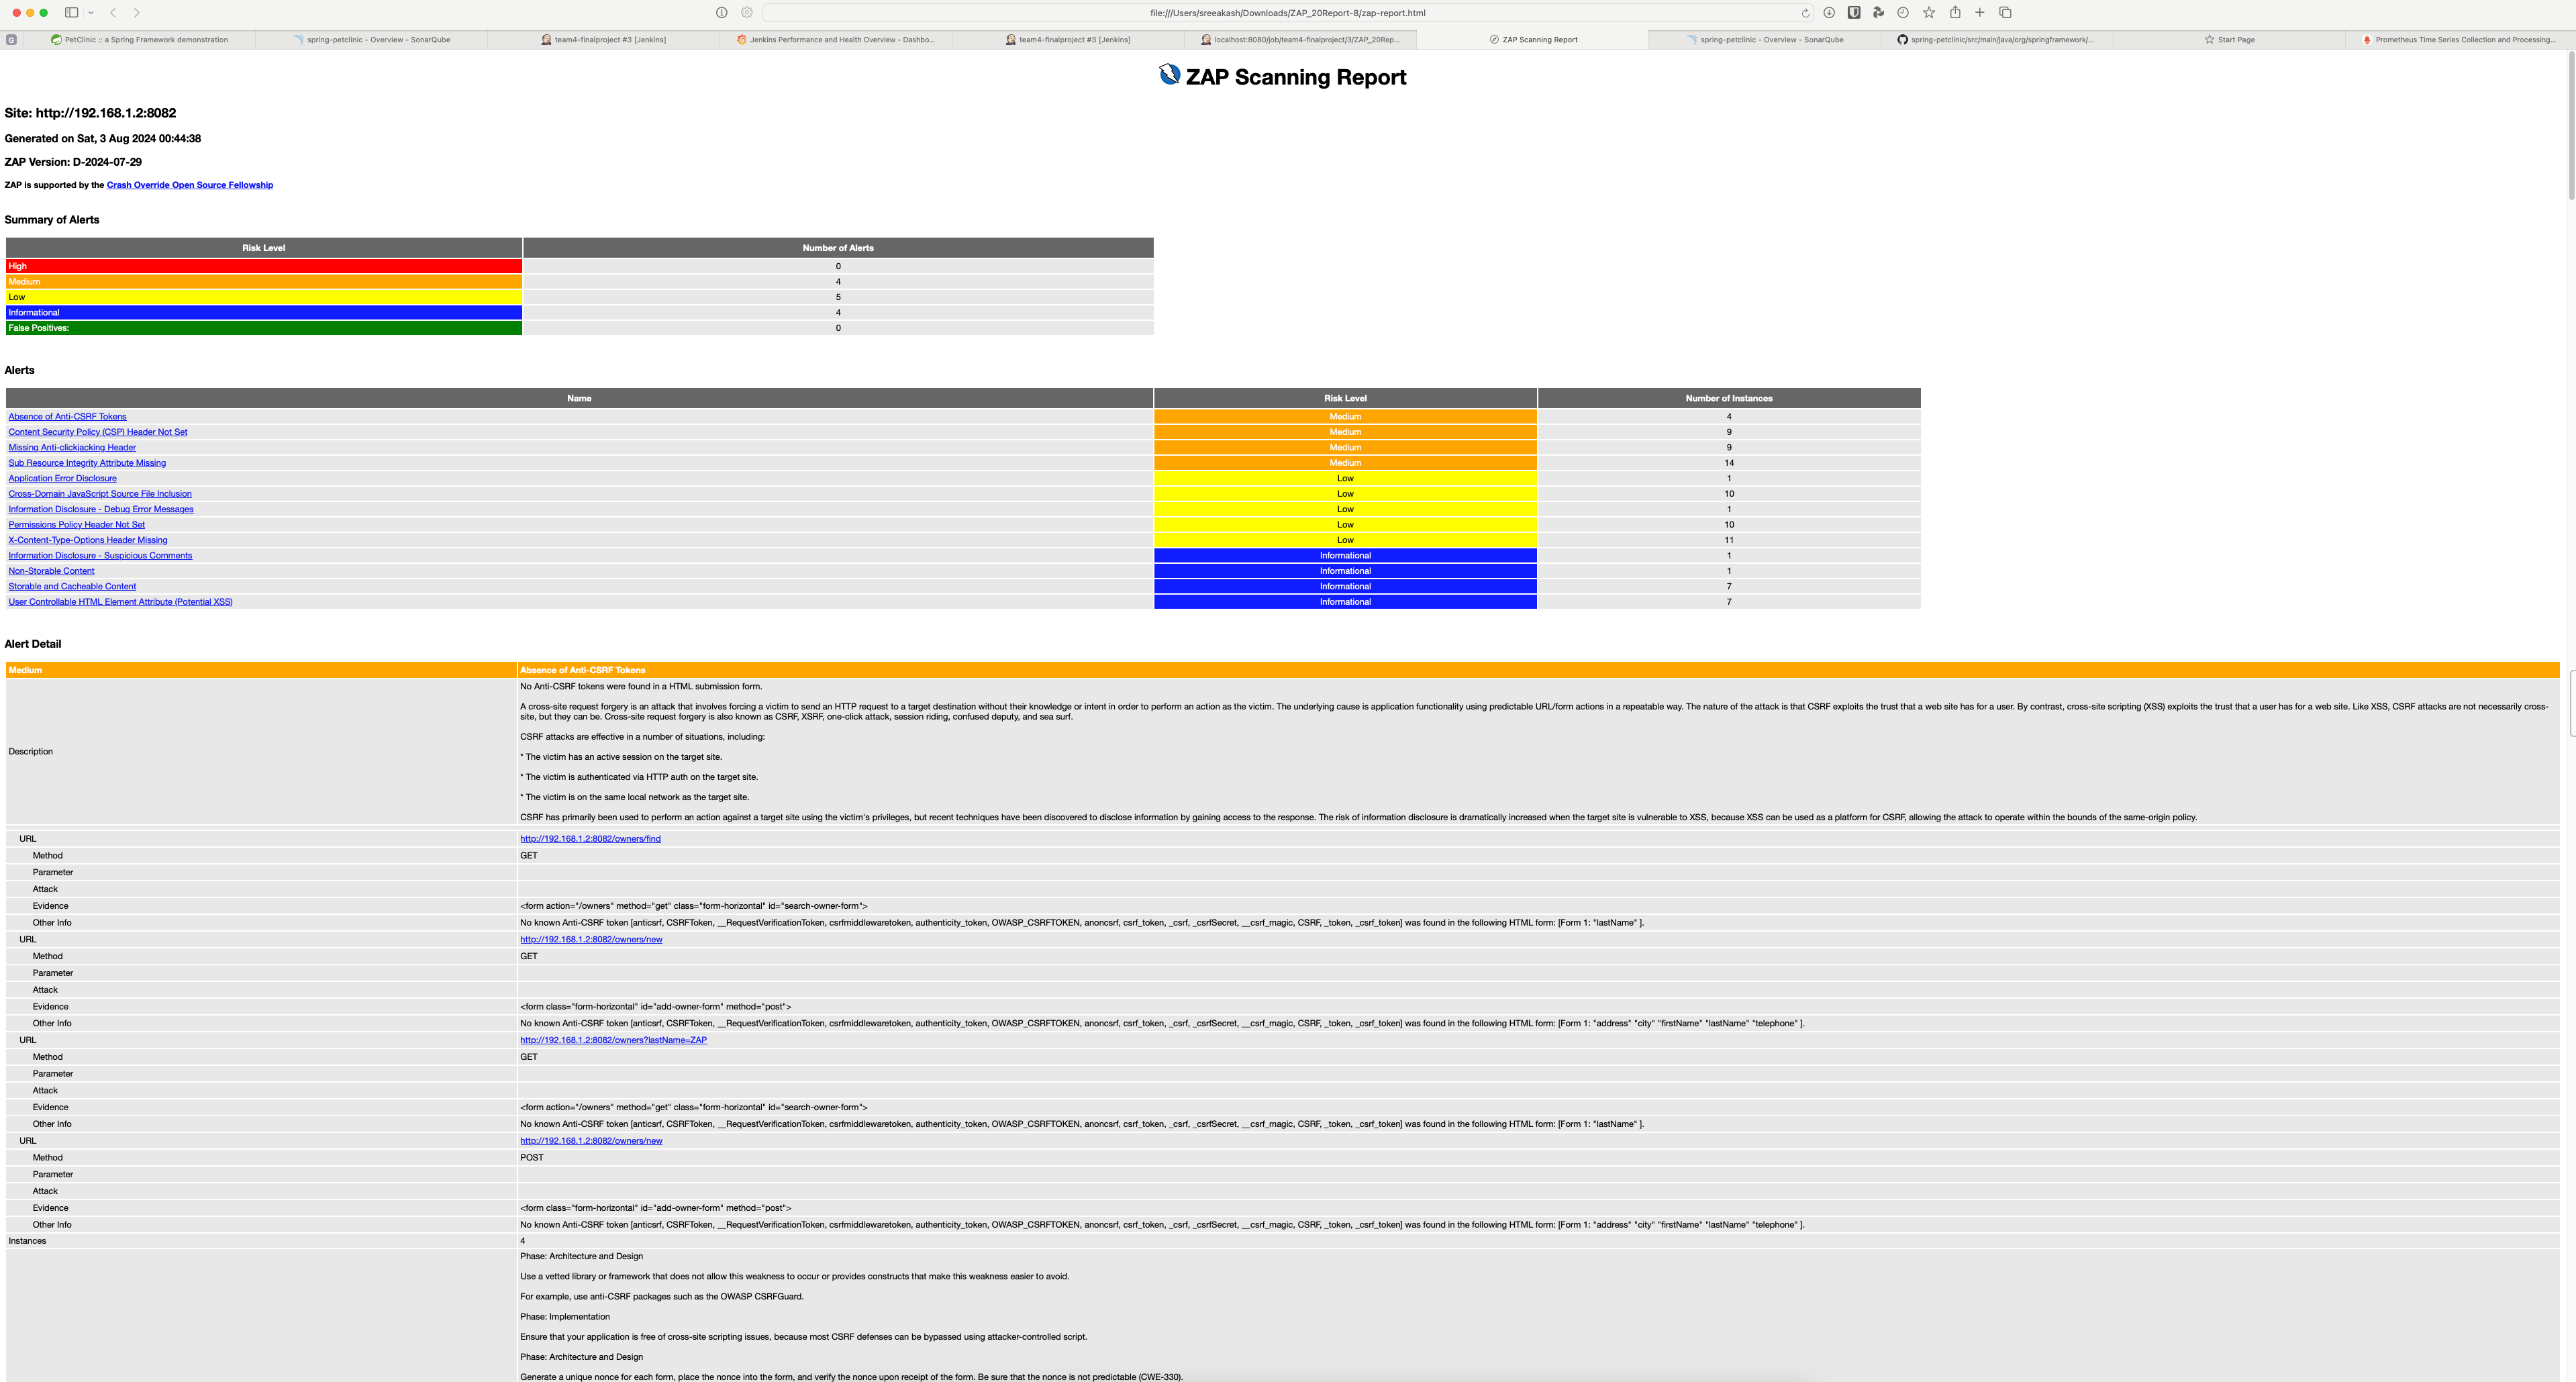 file:///Users/sreeakash/Downloads/ZAP_20Report-8/zap-report.html
G
PetClinic :: a Spring Framework demonstration
spring-petclinic - Overview - SonarQube
team4-finalproject #3 [Jenkins]
Jenkins Performance and Health Overview - Dashbo...
team4-finalproject #3 [Jenkins]
localhost:8080/job/team4-finalproject/3/ZAP_20Rep...
ZAP Scanning Report
spring-petclinic - Overview - SonarQube
spring-petclinic/src/main/java/org/springframework/...
Start Page
Prometheus Time Series Collection and Processing...
ZAP Scanning Report
Site: http://192.168.1.2:8082
Generated on Sat, 3 Aug 2024 00:44:38
ZAP Version: D-2024-07-29
ZAP is supported by the Crash Override Open Source Fellowship
Summary of Alerts
Risk Level Number of Alerts
High 0
Medium 4
Low 5
Informational 4
False Positives: 0
Alerts
Name Risk Level Number of Instances
Absence of Anti-CSRF Tokens Medium 4
Content Security Policy (CSP) Header Not Set Medium 9
Missing Anti-clickjacking Header Medium 9
Sub Resource Integrity Attribute Missing Medium 14
Application Error Disclosure Low 1
Cross-Domain JavaScript Source File Inclusion Low 10
Information Disclosure - Debug Error Messages Low 1
Permissions Policy Header Not Set Low 10
X-Content-Type-Options Header Missing Low 11
Information Disclosure - Suspicious Comments Informational 1
Non-Storable Content Informational 1
Storable and Cacheable Content Informational 7
User Controllable HTML Element Attribute (Potential XSS) Informational 7
Alert Detail
Medium Absence of Anti-CSRF Tokens
No Anti-CSRF tokens were found in a HTML submission form.
A cross-site request forgery is an attack that involves forcing a victim to send an HTTP request to a target destination without their knowledge or intent in order to perform an action as the victim. The underlying cause is application functionality using predictable URL/form actions in a repeatable way. The nature of the attack is that CSRF exploits the trust that a web site has for a user. By contrast, cross-site scripting (XSS) exploits the trust that a user has for a web site. Like XSS, CSRF attacks are not necessarily cross-
site, but they can be. Cross-site request forgery is also known as CSRF, XSRF, one-click attack, session riding, confused deputy, and sea surf.
CSRF attacks are effective in a number of situations, including:
Description
* The victim has an active session on the target site.
* The victim is authenticated via HTTP auth on the target site.
* The victim is on the same local network as the target site.
CSRF has primarily been used to perform an action against a target site using the victim's privileges, but recent techniques have been discovered to disclose information by gaining access to the response. The risk of information disclosure is dramatically increased when the target site is vulnerable to XSS, because XSS can be used as a platform for CSRF, allowing the attack to operate within the bounds of the same-origin policy.
URL http://192.168.1.2:8082/owners/find
Method GET
Parameter
Attack
Evidence <form action="/owners" method="get" class="form-horizontal" id="search-owner-form">
Other Info No known Anti-CSRF token [anticsrf, CSRFToken, __RequestVerificationToken, csrfmiddlewaretoken, authenticity_token, OWASP_CSRFTOKEN, anoncsrf, csrf_token, _csrf, _csrfSecret, __csrf_magic, CSRF, _token, _csrf_token] was found in the following HTML form: [Form 1: "lastName" ].
URL http://192.168.1.2:8082/owners/new
Method GET
Parameter
Attack
Evidence <form class="form-horizontal" id="add-owner-form" method="post">
Other Info No known Anti-CSRF token [anticsrf, CSRFToken, __RequestVerificationToken, csrfmiddlewaretoken, authenticity_token, OWASP_CSRFTOKEN, anoncsrf, csrf_token, _csrf, _csrfSecret, __csrf_magic, CSRF, _token, _csrf_token] was found in the following HTML form: [Form 1: "address" "city" "firstName" "lastName" "telephone" ].
URL http://192.168.1.2:8082/owners?lastName=ZAP
Method GET
Parameter
Attack
Evidence <form action="/owners" method="get" class="form-horizontal" id="search-owner-form">
Other Info No known Anti-CSRF token [anticsrf, CSRFToken, __RequestVerificationToken, csrfmiddlewaretoken, authenticity_token, OWASP_CSRFTOKEN, anoncsrf, csrf_token, _csrf, _csrfSecret, __csrf_magic, CSRF, _token, _csrf_token] was found in the following HTML form: [Form 1: "lastName" ].
URL http://192.168.1.2:8082/owners/new
Method POST
Parameter
Attack
Evidence <form class="form-horizontal" id="add-owner-form" method="post">
Other Info No known Anti-CSRF token [anticsrf, CSRFToken, __RequestVerificationToken, csrfmiddlewaretoken, authenticity_token, OWASP_CSRFTOKEN, anoncsrf, csrf_token, _csrf, _csrfSecret, __csrf_magic, CSRF, _token, _csrf_token] was found in the following HTML form: [Form 1: "address" "city" "firstName" "lastName" "telephone" ].
Instances 4
Phase: Architecture and Design
Use a vetted library or framework that does not allow this weakness to occur or provides constructs that make this weakness easier to avoid.
For example, use anti-CSRF packages such as the OWASP CSRFGuard.
Phase: Implementation
Ensure that your application is free of cross-site scripting issues, because most CSRF defenses can be bypassed using attacker-controlled script.
Phase: Architecture and Design
Generate a unique nonce for each form, place the nonce into the form, and verify the nonce upon receipt of the form. Be sure that the nonce is not predictable (CWE-330).